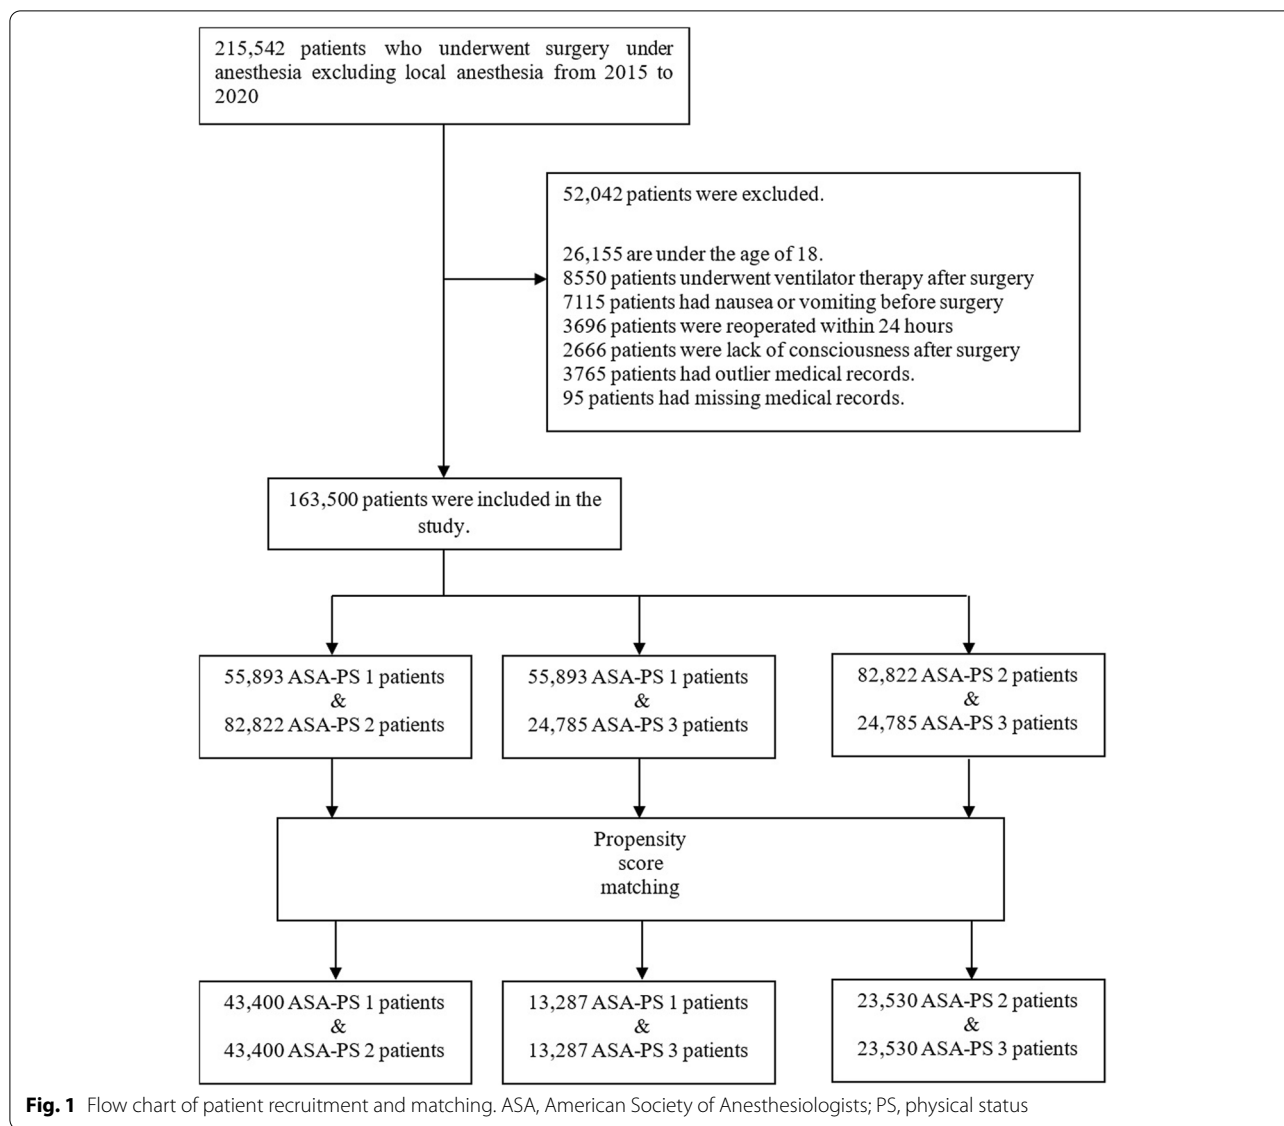 215,542 patients who underwent surgery under
anesthesia excluding local anesthesia from 2015 to
2020
52,042 patients were excluded.
26,155 are under the age of 18.
8550 patients underwent ventilator therapy after surgery
7115 patients had nausea or vomiting before surgery
3696 patients were reoperated within 24 hours
2666 patients were lack of consciousness after surgery
3765 patients had outlier medical records.
95 patients had missing medical records.
163,500 patients were included in the
study.
55,893 ASA-PS 1 patients
&
82,822 ASA-PS 2 patients
55,893 ASA-PS 1 patients
&
24,785 ASA-PS 3 patients
82,822 ASA-PS 2 patients
&
24,785 ASA-PS 3 patients
Propensity
score
matching
43,400 ASA-PS 1 patients
&
43,400 ASA-PS 2 patients
13,287 ASA-PS 1 patients
&
13,287 ASA-PS 3 patients
23,530 ASA-PS 2 patients
&
23,530 ASA-PS 3 patients
Fig. 1 Flow chart of patient recruitment and matching. ASA, American Society of Anesthesiologists; PS, physical status